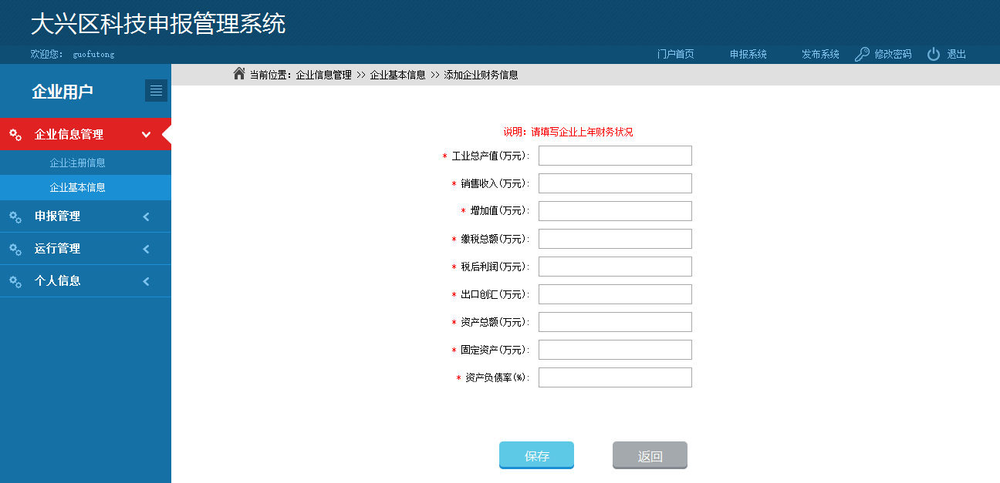 大兴区科技申报管理系统
欢迎您： guofutong
门户首页 申报系统 发布系统 修改密码 退出
企业用户
当前位置：企业信息管理 >> 企业基本信息 >> 添加企业财务信息
企业信息管理
企业注册信息
企业基本信息
申报管理
运行管理
个人信息
说明：请填写企业上年财务状况
* 工业总产值(万元):
* 销售收入(万元):
* 增加值(万元):
* 缴税总额(万元):
* 税后利润(万元):
* 出口创汇(万元):
* 资产总额(万元):
* 固定资产(万元):
* 资产负债率(%):
保存 返回